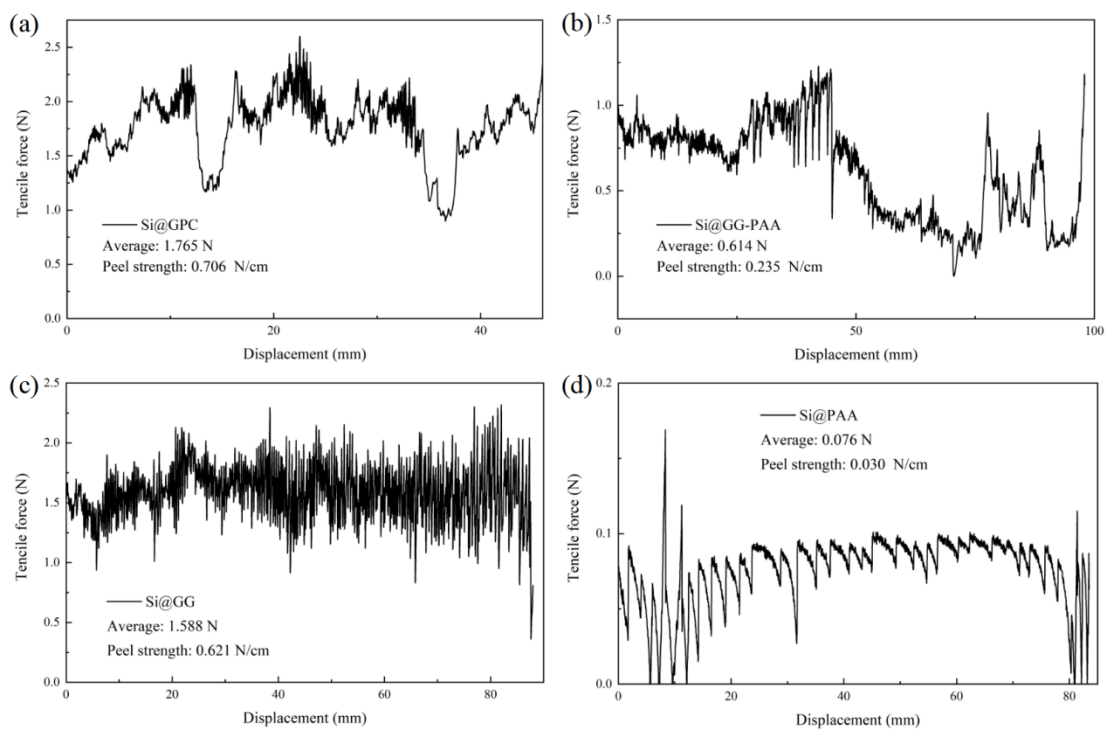 (a)
2.5
2.0
1.5
1.0
0.5
0.0
Tencile force (N)
Si@GPC
Average: 1.765 N
Peel strength: 0.706 N/cm
0
20
40
Displacement (mm)
(b)
1.5
1.0
0.5
0.0
Tencile force (N)
Si@GG-PAA
Average: 0.614 N
Peel strength: 0.235 N/cm
0
50
100
Displacement (mm)
(c)
2.5
2.0
1.5
1.0
0.5
0.0
Tencile force (N)
Si@GG
Average: 1.588 N
Peel strength: 0.621 N/cm
0
20
40
60
80
Displacement (mm)
(d)
0.2
0.1
0.0
Tencile force (N)
Si@PAA
Average: 0.076 N
Peel strength: 0.030 N/cm
0
20
40
60
80
Displacement (mm)